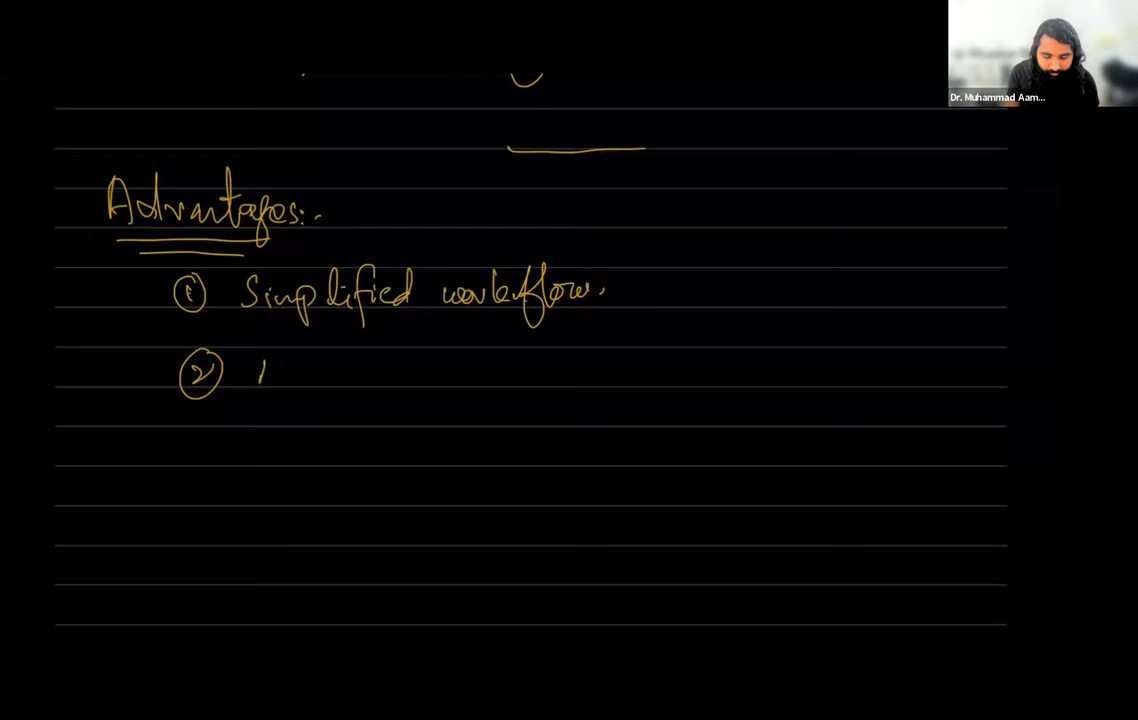 Dr. Muhammad Aam...
Advantages:-
① Simplified workflow.
②